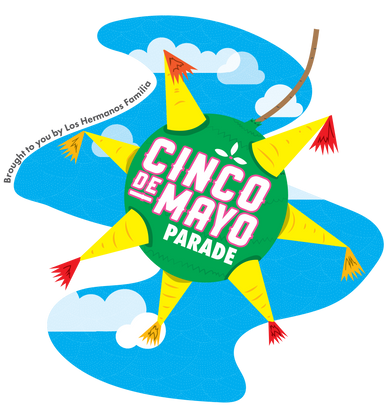 Brought to you by Los Hermanos Familia
CINCO
DE MAYO
PARADE